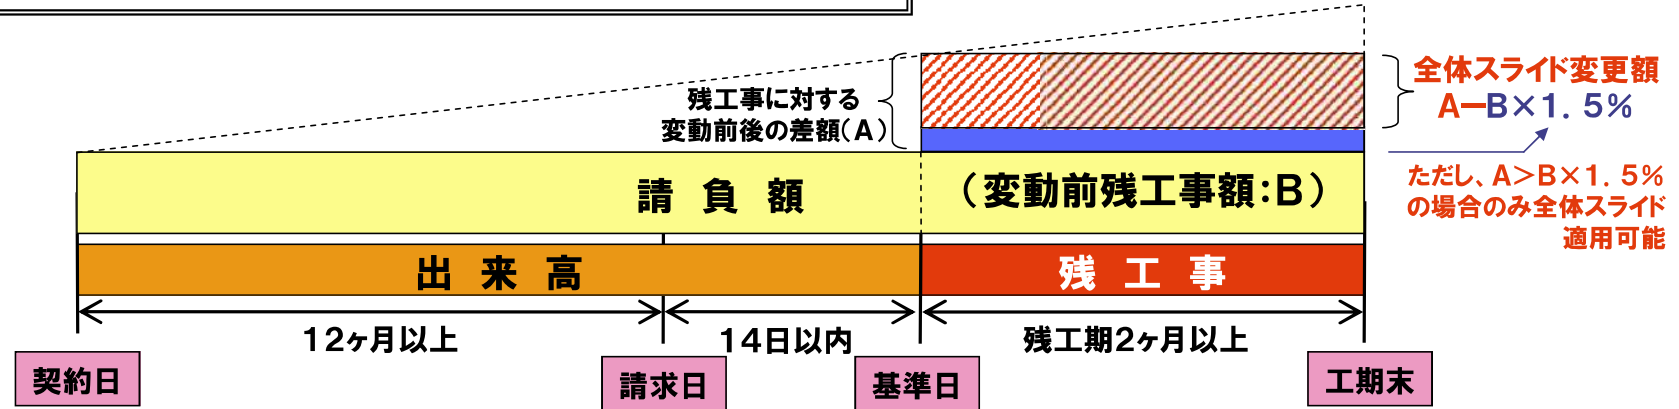 残工事に対する
変動前後の差額(A)
全体スライド変更額
A－B×1．5%
ただし、A＞B×1．5%
の場合のみ全体スライド
適用可能
請 負 額
(変動前残工事額:B)
出 来 高
残 工 事
12ヶ月以上
14日以内
残工期2ヶ月以上
契約日
請求日
基準日
工期末